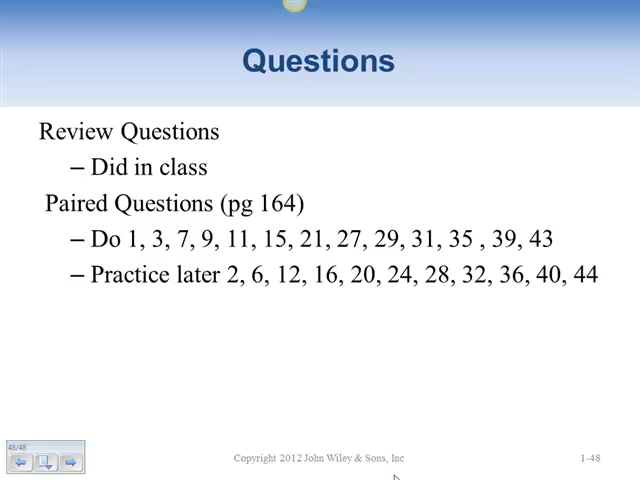 Questions
Review Questions
– Did in class
Paired Questions (pg 164)
– Do 1, 3, 7, 9, 11, 15, 21, 27, 29, 31, 35 , 39, 43
– Practice later 2, 6, 12, 16, 20, 24, 28, 32, 36, 40, 44
48/48
Copyright 2012 John Wiley & Sons, Inc
1-48